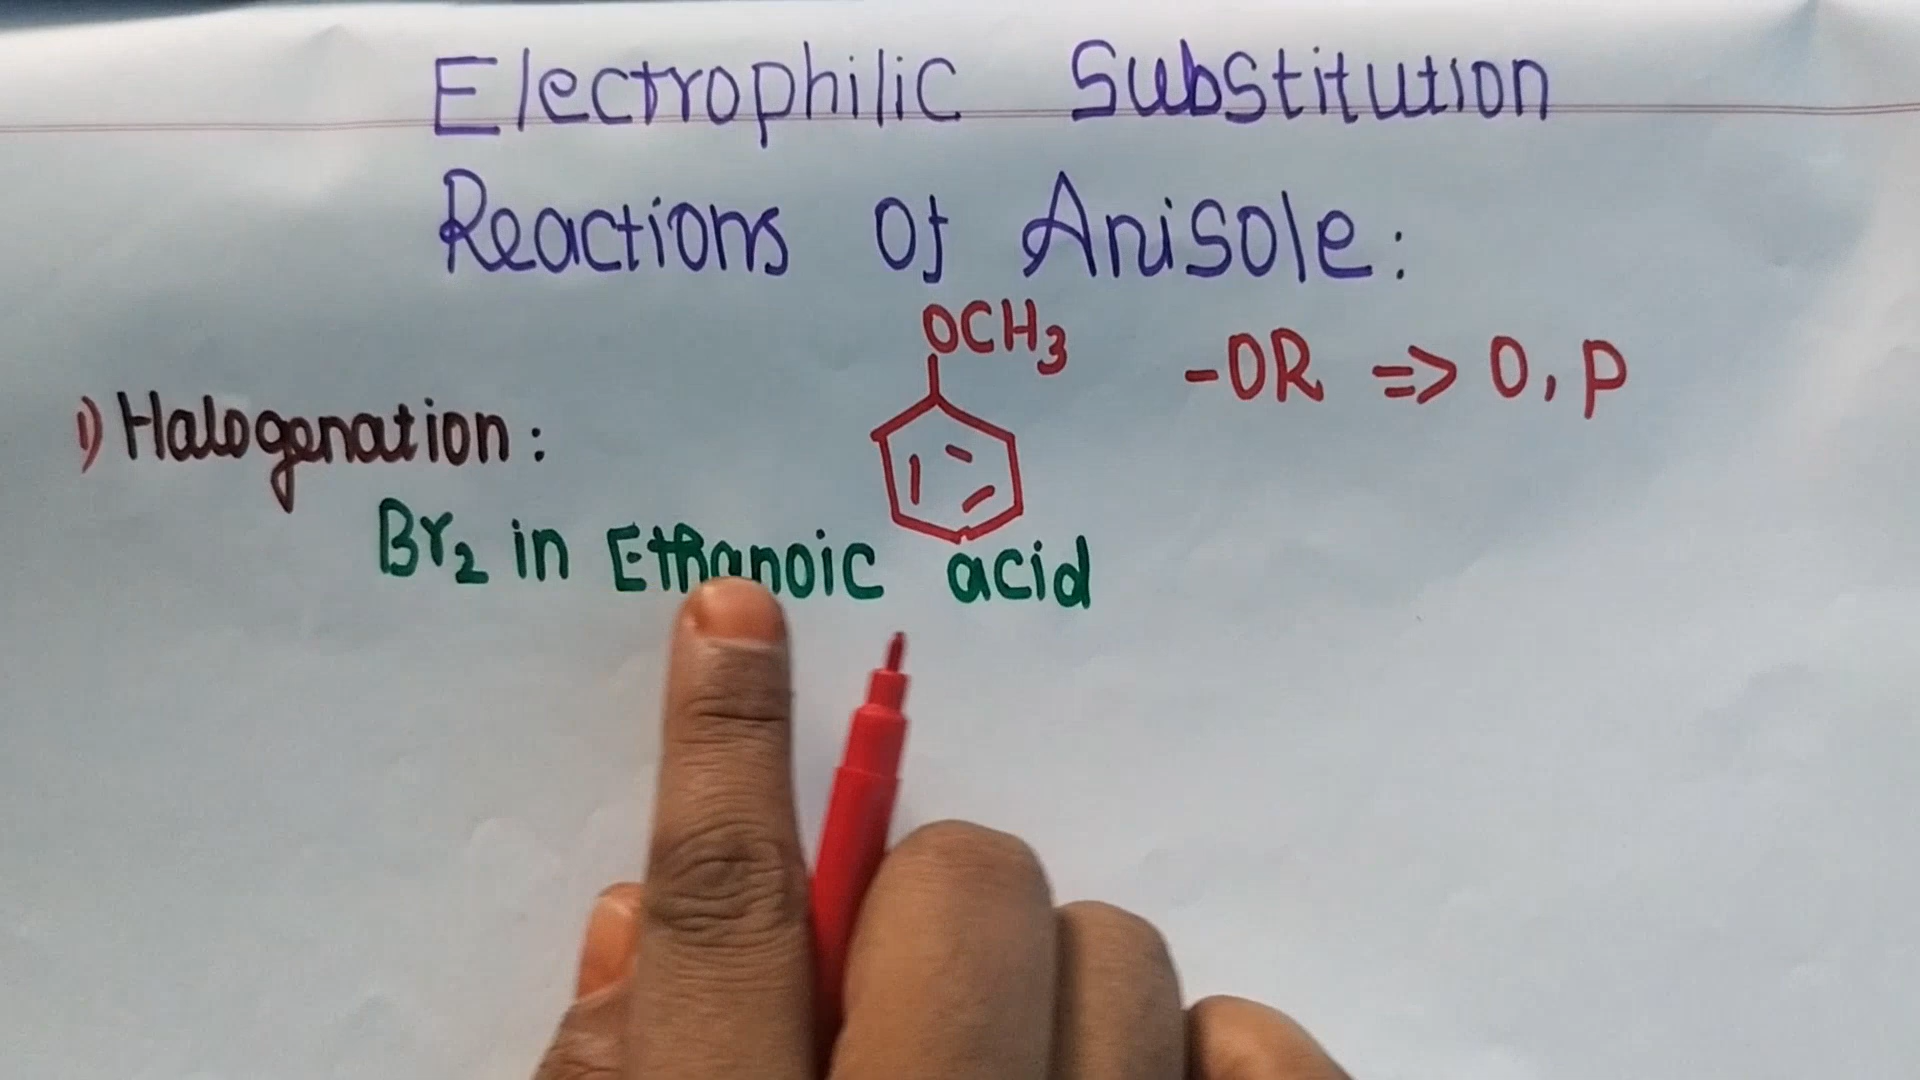 Electrophilic Substitution
Reactions Of Anisole:
OCH3
-OR => O, P
1) Halogenation:
Br2 in Ethanoic acid